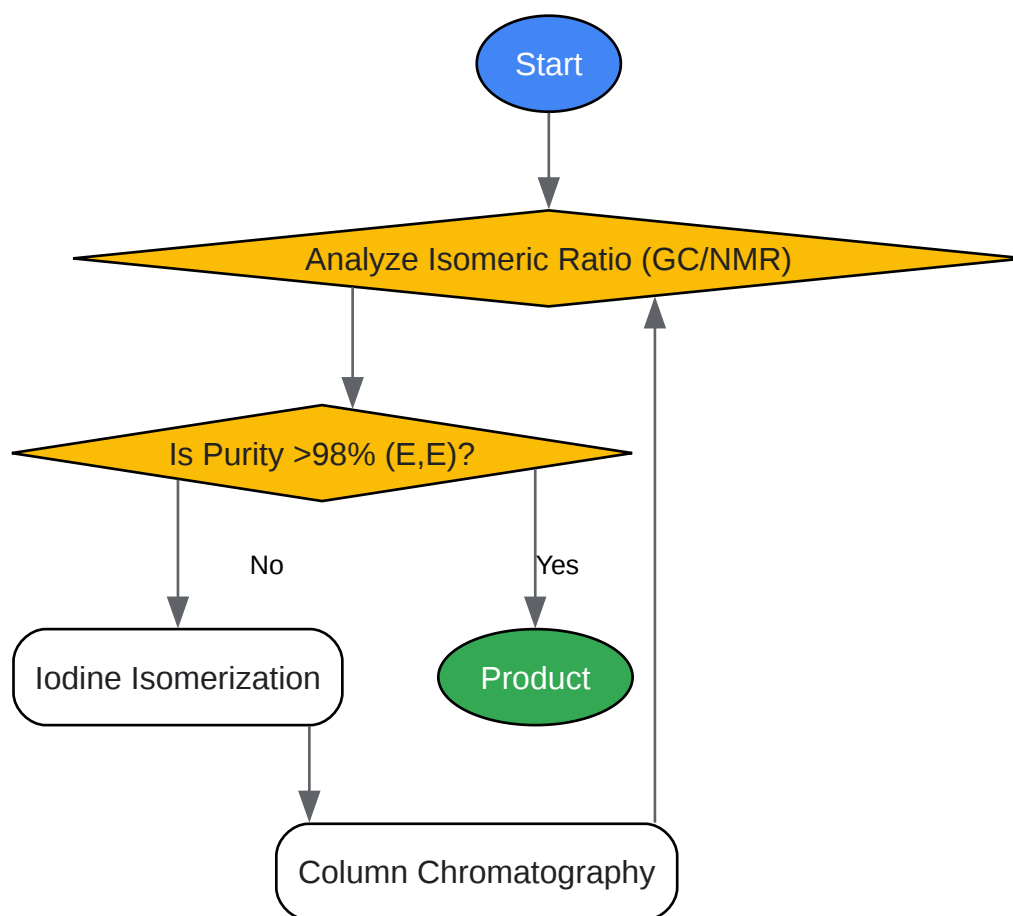 Start
Analyze Isomeric Ratio (GC/NMR)
Is Purity >98% (E,E)?
No
Yes
Iodine Isomerization
Product
Column Chromatography